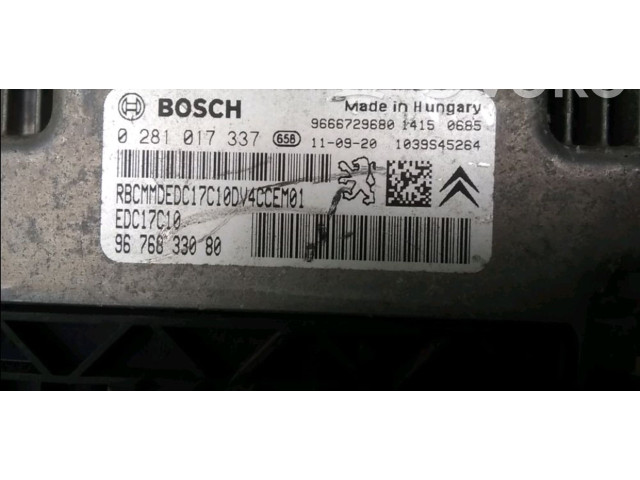 BOSCH
Made in Hungary
0 281 017 337 658
9666729680 1415 0685
11-09-20 1039S45264
RBCMMDEDC17C10DV4CCEM01
EDC17C10
96 768 330 80